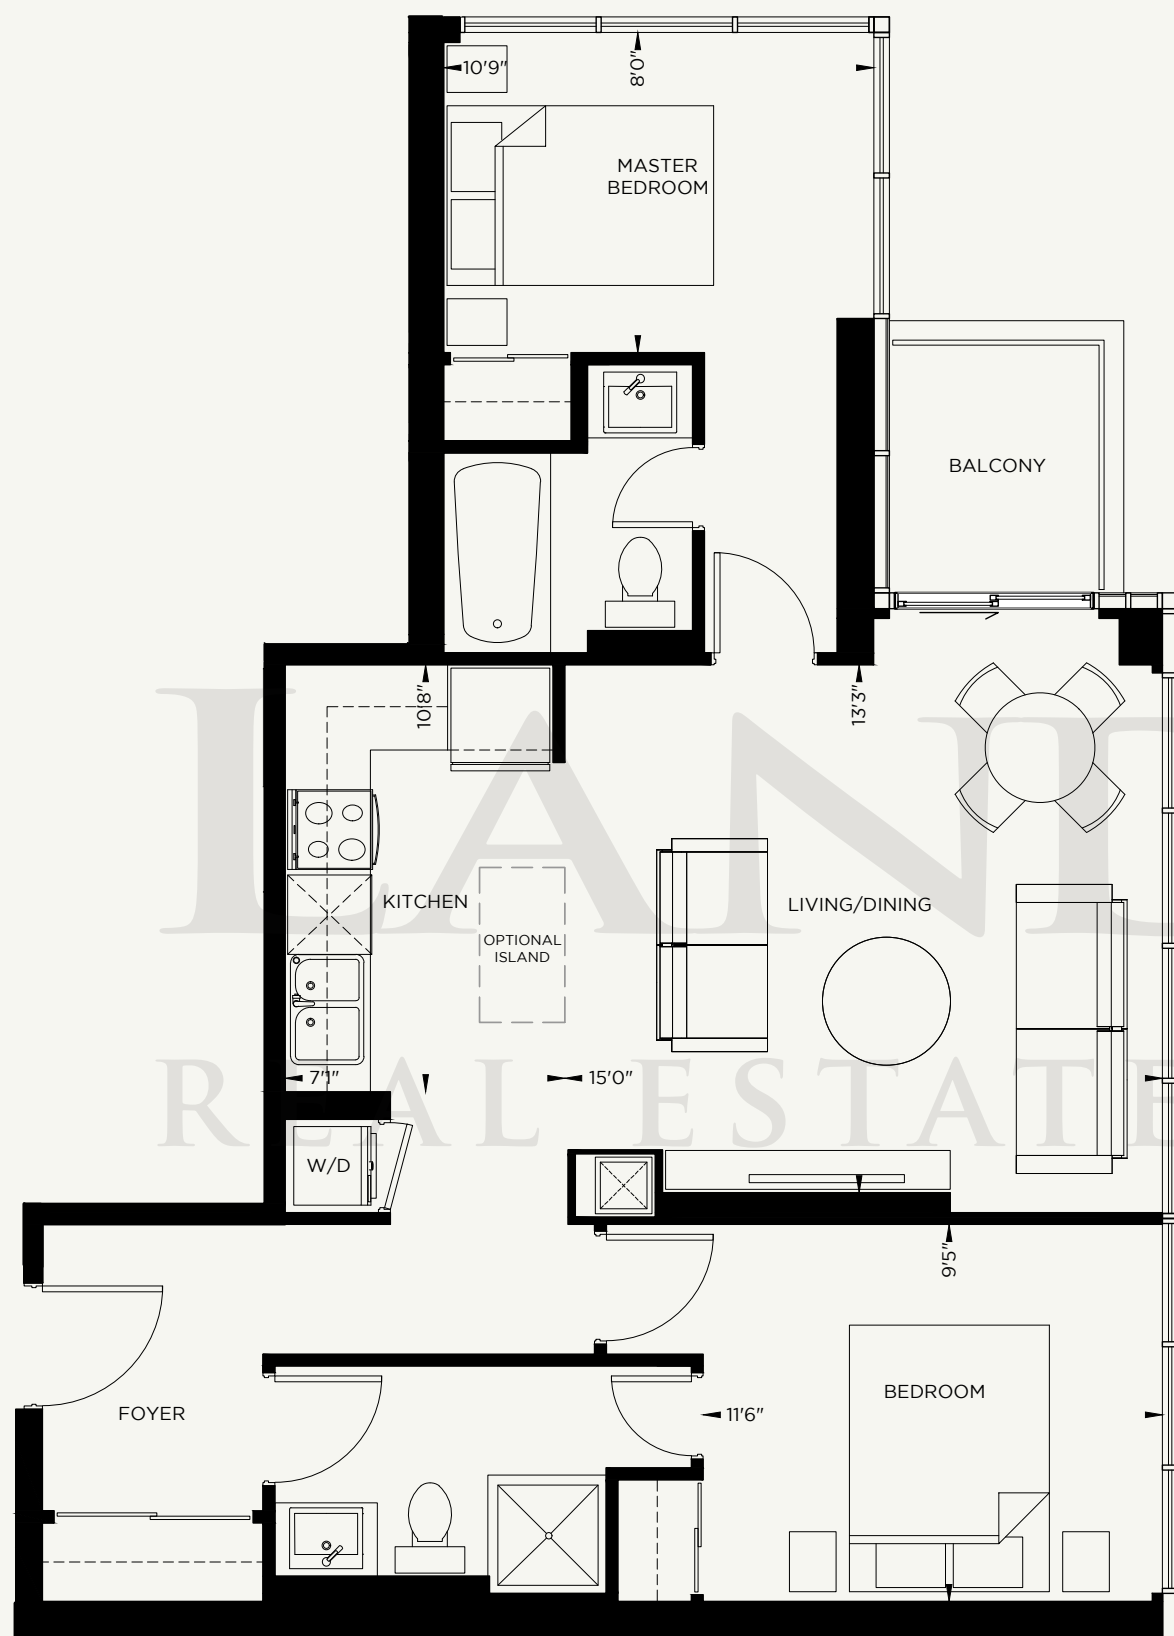 10'9"
8'0"
MASTER
BEDROOM
BALCONY
10'8"
13'3"
LAND
KITCHEN
LIVING/DINING
OPTIONAL
ISLAND
7'1"
15'0"
REAL ESTATE
W/D
9'5"
BEDROOM
FOYER
11'6"